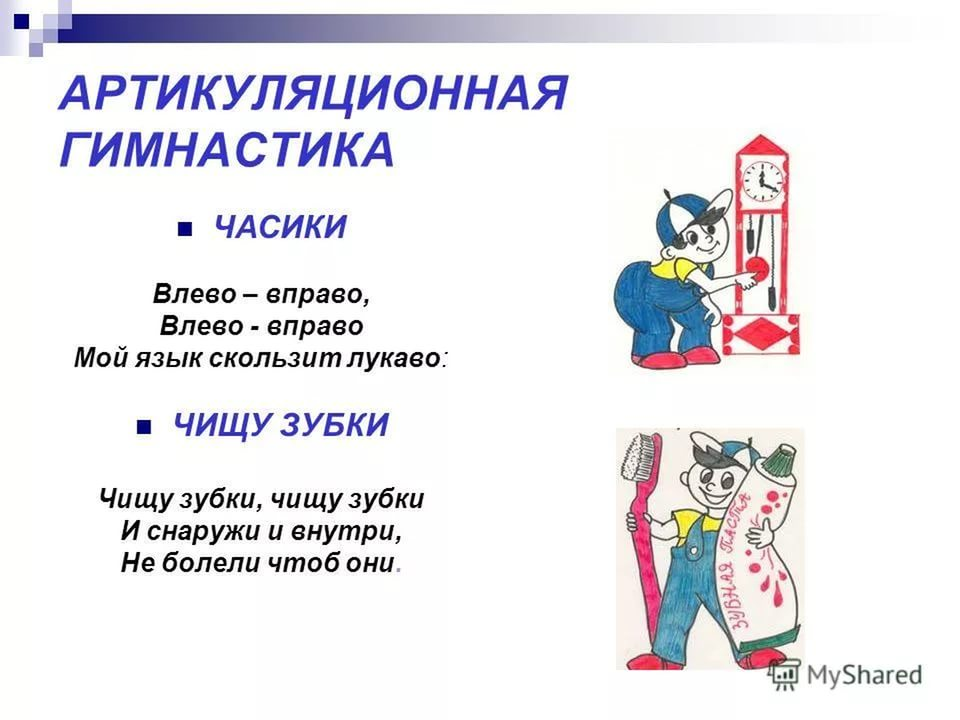 АРТИКУЛЯЦИОННАЯ
ГИМНАСТИКА
ЧАСИКИ
Влево – вправо,
Влево - вправо
Мой язык скользит лукаво:
ЧИЩУ ЗУБКИ
Чищу зубки, чищу зубки
И снаружи и внутри,
Не болели чтоб они.
ЗУБНАЯ ПАСТА
MyShared